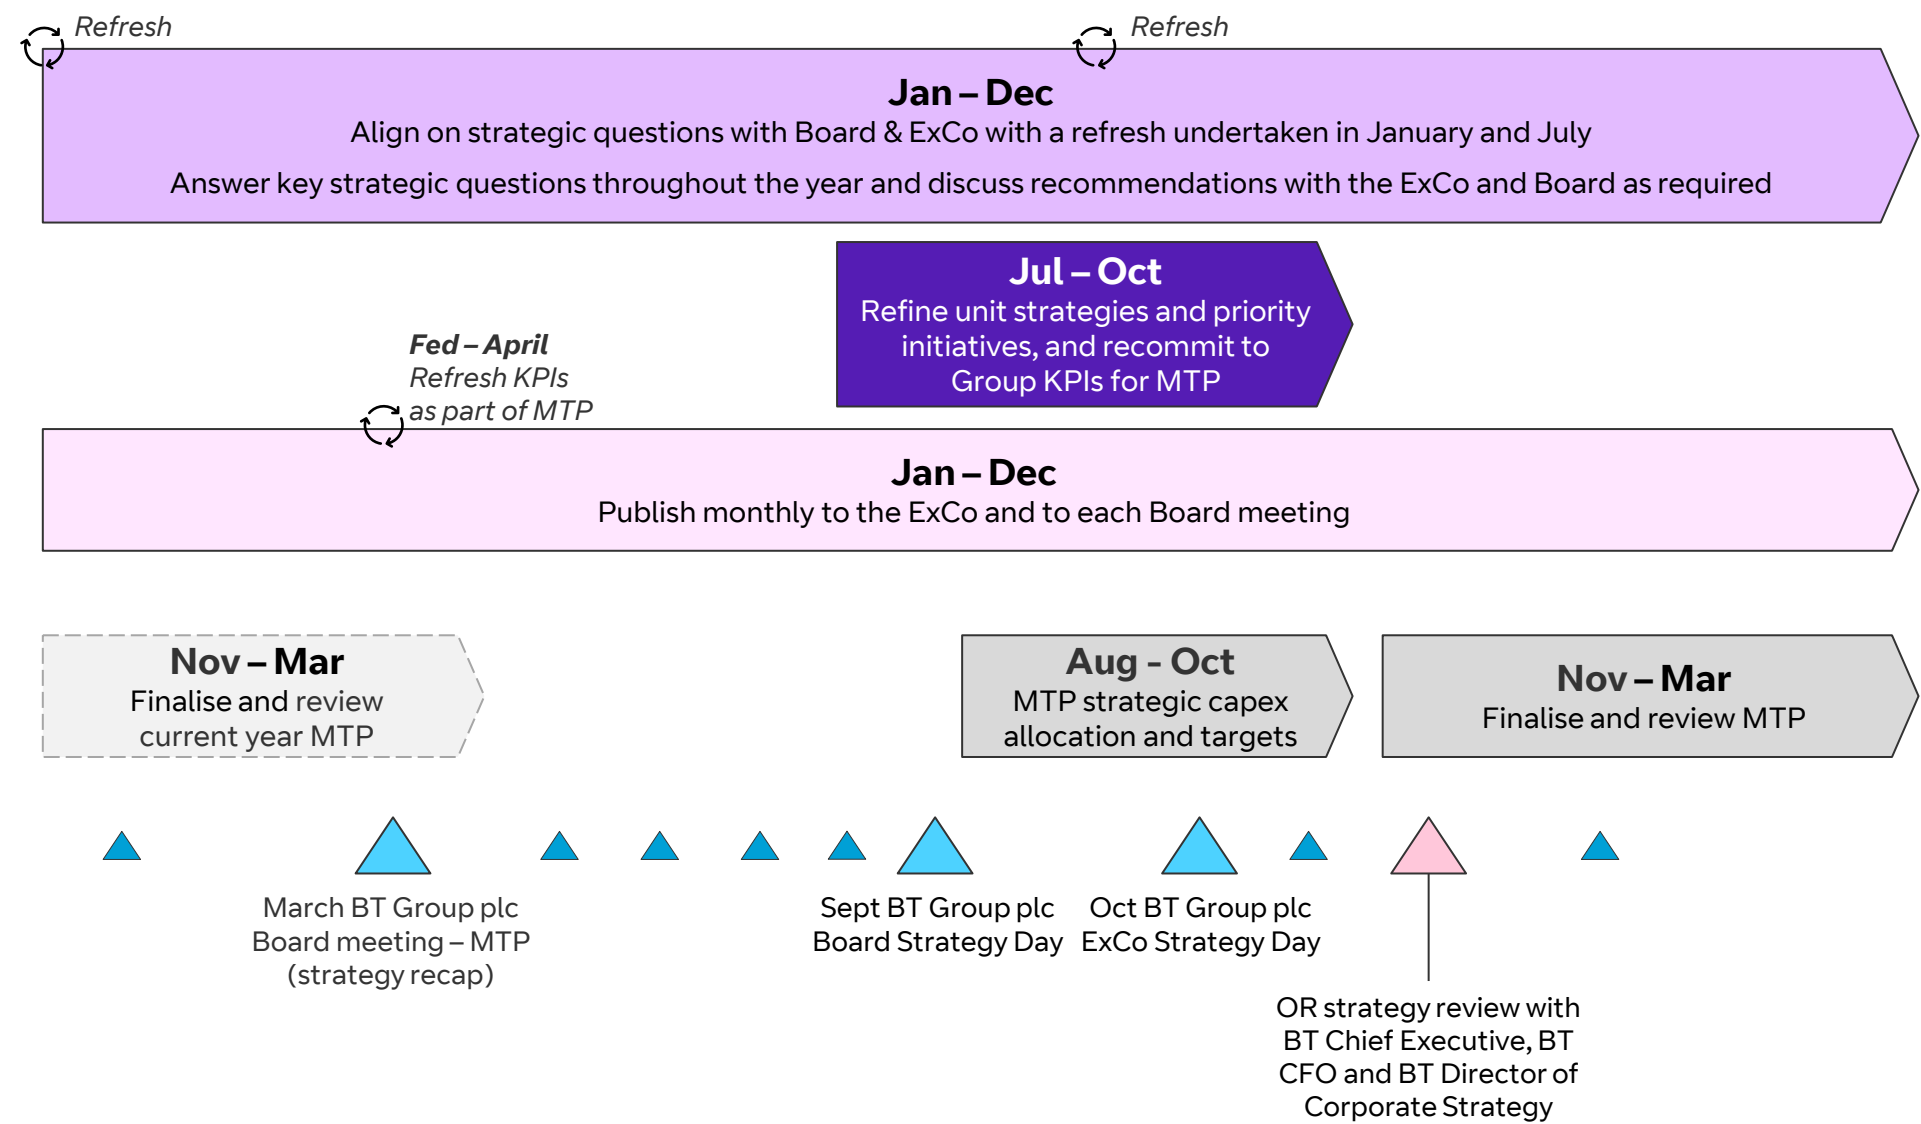 Refresh
Refresh
Jan – Dec
Align on strategic questions with Board & ExCo with a refresh undertaken in January and July
Answer key strategic questions throughout the year and discuss recommendations with the ExCo and Board as required
Jul – Oct
Refine unit strategies and priority
initiatives, and recommit to
Group KPIs for MTP
Fed – April
Refresh KPIs
as part of MTP
Jan – Dec
Publish monthly to the ExCo and to each Board meeting
Nov – Mar
Finalise and review
current year MTP
Aug - Oct
MTP strategic capex
allocation and targets
Nov – Mar
Finalise and review MTP
March BT Group plc
Board meeting – MTP
(strategy recap)
Sept BT Group plc
Board Strategy Day
Oct BT Group plc
ExCo Strategy Day
OR strategy review with
BT Chief Executive, BT
CFO and BT Director of
Corporate Strategy